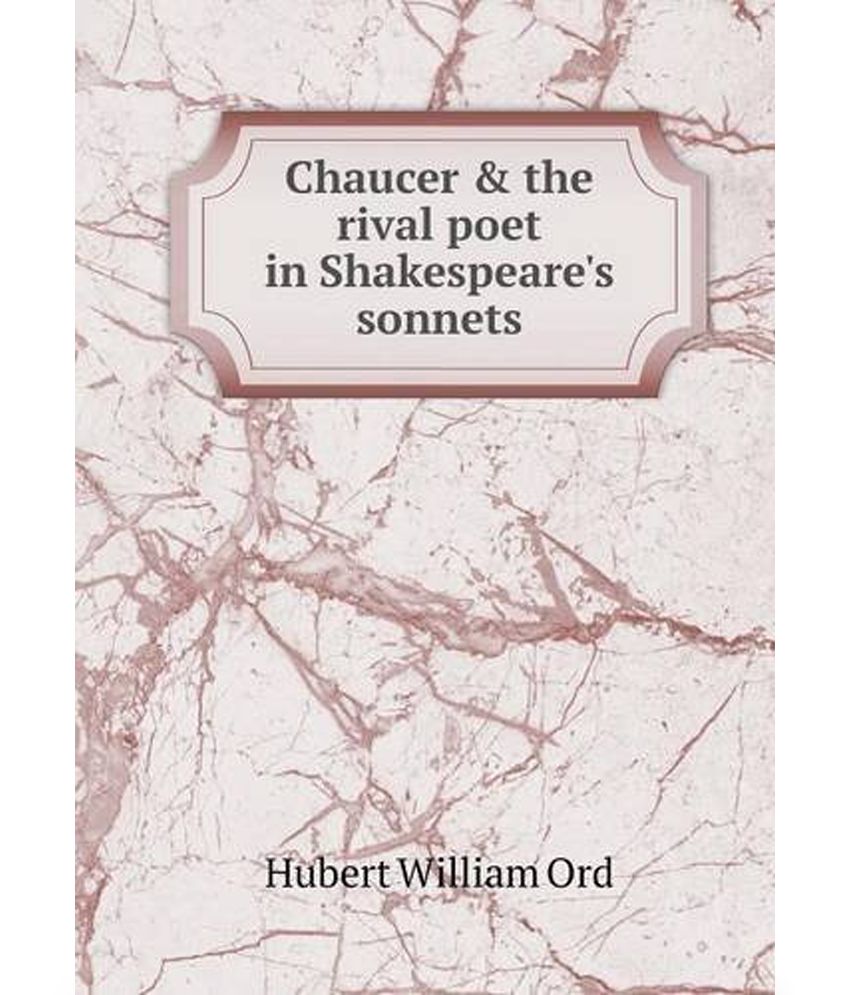 Chaucer & the
rival poet
in Shakespeare's
sonnets
Hubert William Ord